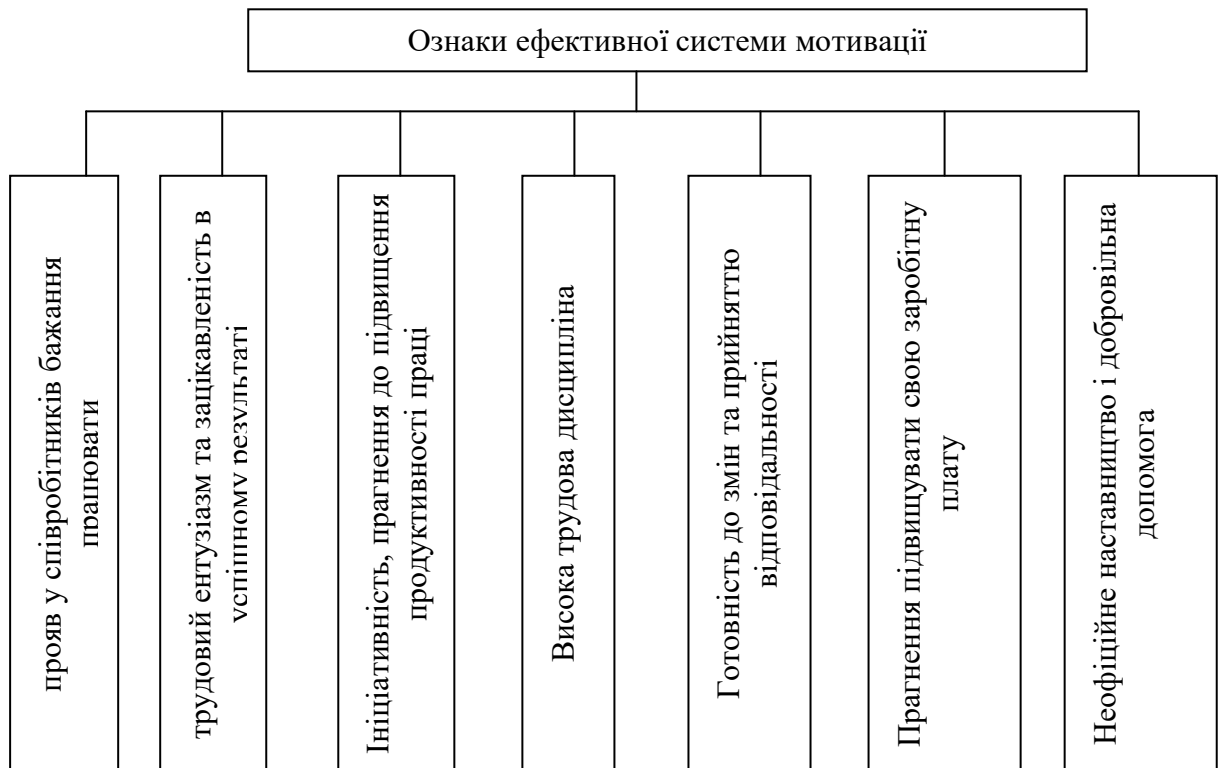 Ознаки ефективної системи мотивації
прояв у співробітників бажання
працювати
трудовий ентузіазм та зацікавленість в
успішному результаті
Ініціативність, прагнення до підвищення
продуктивності праці
Висока трудова дисципліна
Готовність до змін та прийняттю
відповідальності
Прагнення підвищувати свою заробітну
плату
Неофіційне наставництво і добровільна
допомога